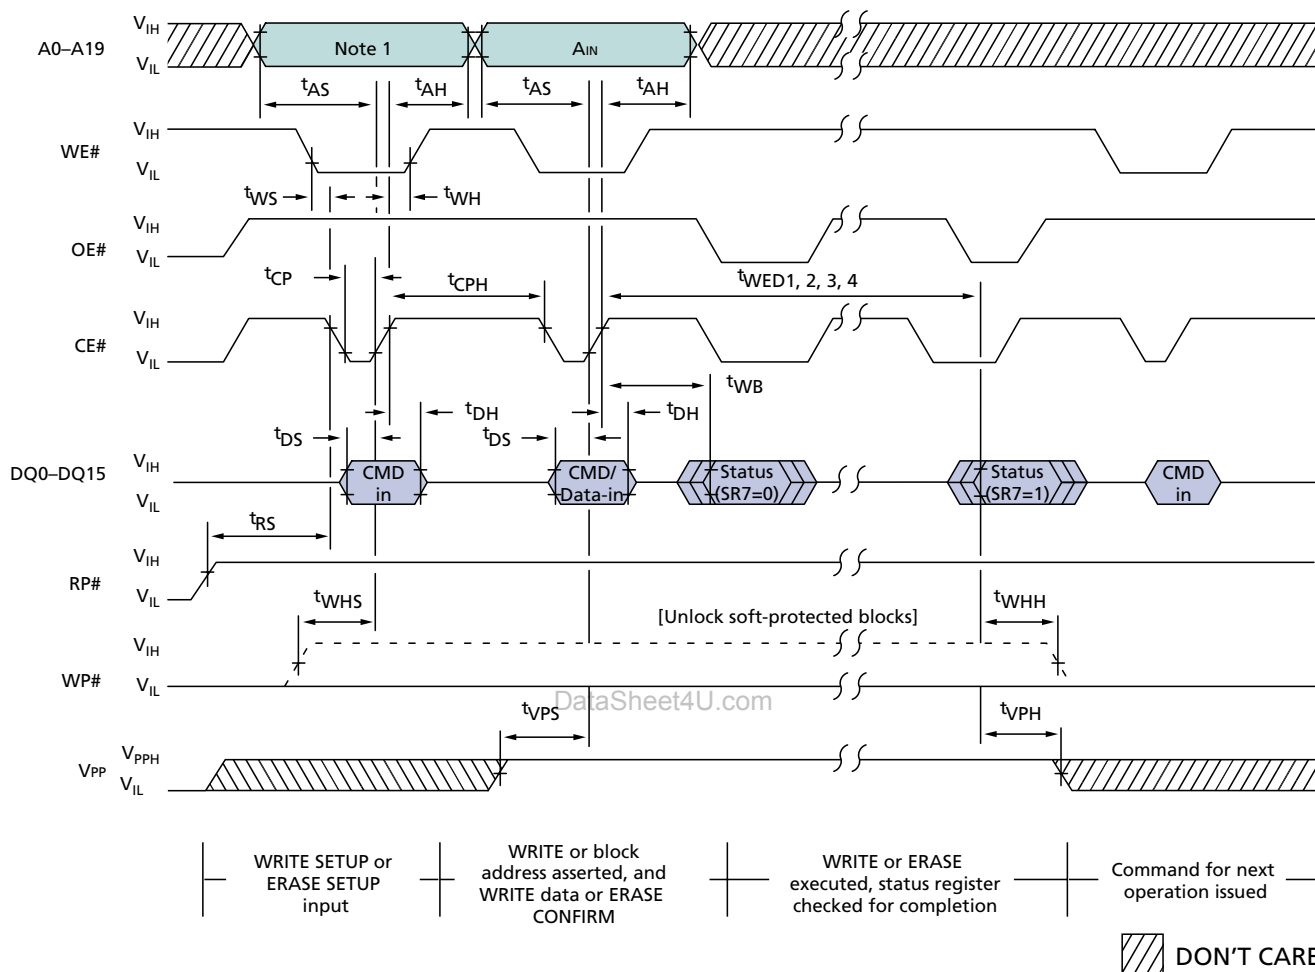 VIH
A0–A19
Note 1
AIN
VIL
tAS
tAH
tAS
tAH
VIH
WE#
VIL
tWS
tWH
VIH
OE#
VIL
tCP
tCPH
tWED1, 2, 3, 4
VIH
CE#
VIL
tWB
tDH
tDH
tDS
tDS
VIH
DQ0–DQ15
CMD
in
CMD/
Data-in
Status
(SR7=0)
Status
(SR7=1)
CMD
in
VIL
tRS
VIH
RP#
VIL
tWHS
[Unlock soft-protected blocks]
tWHH
VIH
WP#
VIL
DataSheet4U.com
tVPS
tVPH
VPPH
VPP
VIL
WRITE SETUP or
ERASE SETUP
input
WRITE or block
address asserted, and
WRITE data or ERASE
CONFIRM
WRITE or ERASE
executed, status register
checked for completion
Command for next
operation issued
DON'T CARE